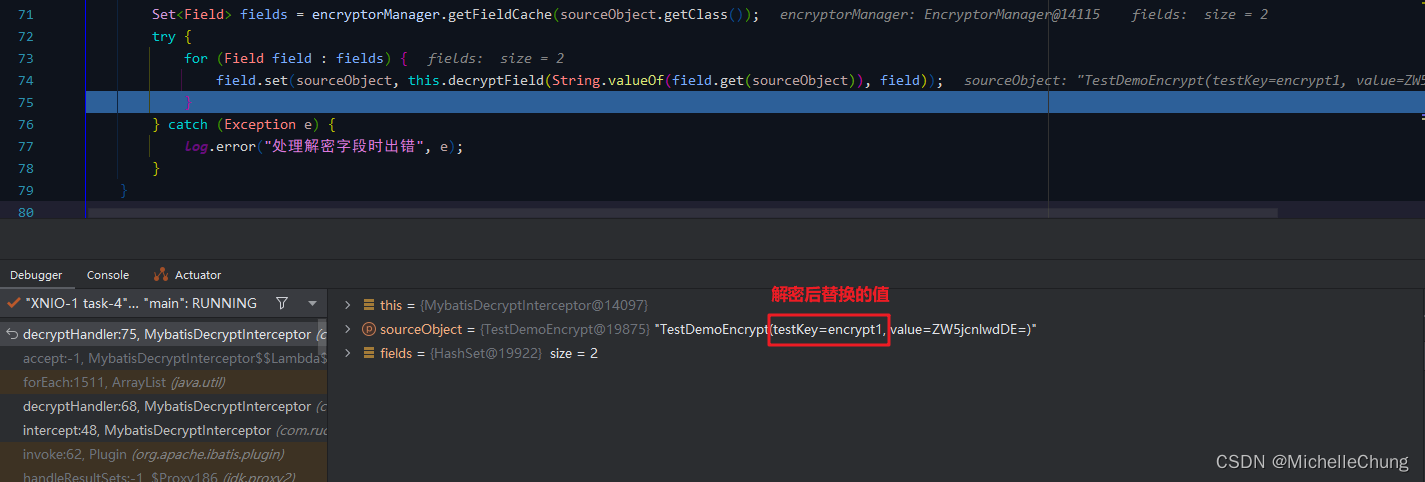 71 Set<Field> fields = encryptorManager.getFieldCache(sourceObject.getClass()); encryptorManager: EncryptorManager@14115 fields: size = 2
72 try {
73 for (Field field : fields) { fields: size = 2
74 field.set(sourceObject, this.decryptField(String.valueOf(field.get(sourceObject)), field)); sourceObject: "TestDemoEncrypt(testKey=encrypt1, value=ZW5
75 }
76 } catch (Exception e) {
77 log.error("处理解密字段时出错", e);
78 }
79 }
80
Debugger Console Actuator
"XNIO-1 task-4"... "main": RUNNING
decryptHandler:75, MybatisDecryptInterceptor (c
accept:-1, MybatisDecryptInterceptor$$Lambda$
forEach:1511, ArrayList (java.util)
decryptHandler:68, MybatisDecryptInterceptor (c
intercept:48, MybatisDecryptInterceptor (com.ruo
invoke:62, Plugin (org.apache.ibatis.plugin)
handleResultSets:-1, $Proxy186 (jdk.proxy2)
解密后替换的值
this = {MybatisDecryptInterceptor@14097}
sourceObject = {TestDemoEncrypt@19875} "TestDemoEncrypt(testKey=encrypt1, value=ZW5jcnlwdDE=)"
fields = {HashSet@19922} size = 2
CSDN @MichelleChung